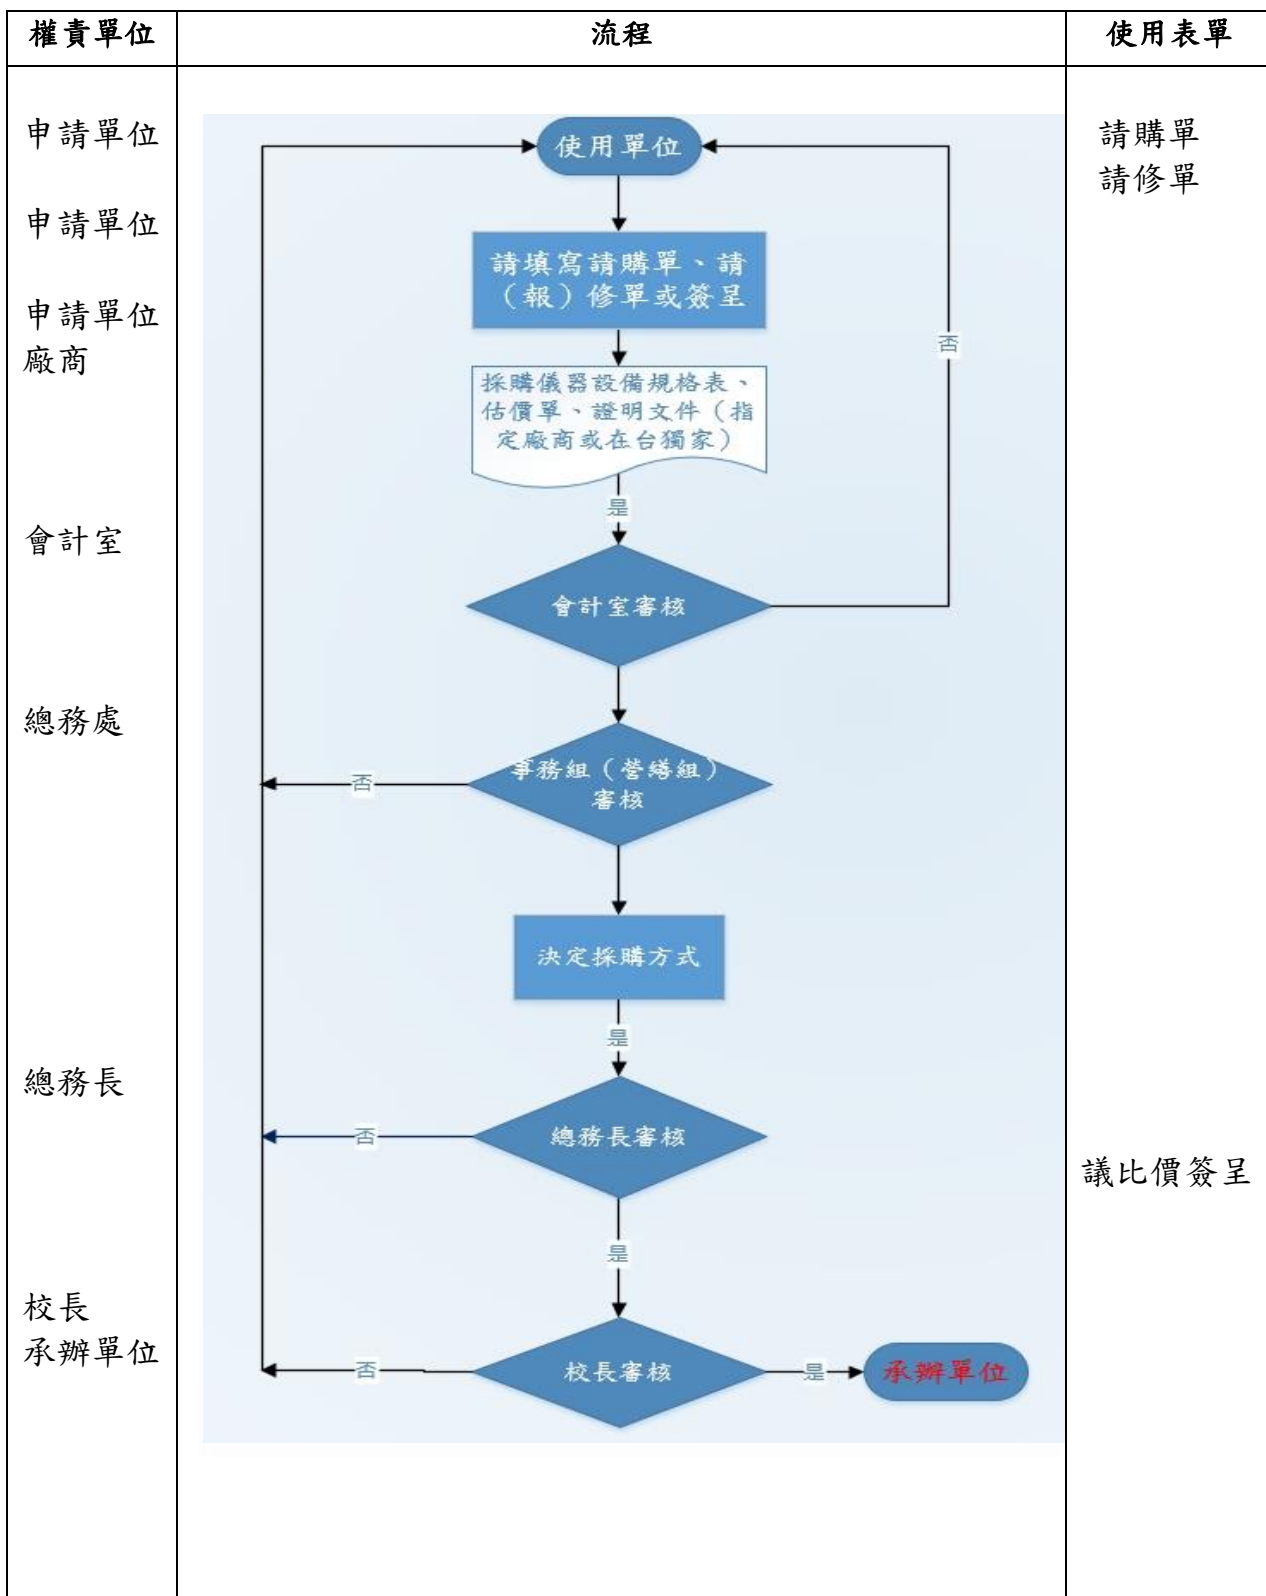 權責單位
流程
使用表單
申請單位
申請單位
申請單位
廠商
會計室
總務處
總務長
校長
承辦單位
使用單位
請填寫請購單、請
（報）修單或簽呈
採購儀器設備規格表、
估價單、證明文件（指
定廠商或在台獨家）
是
會計室審核
否
事務組（營繕組）
審核
否
決定採購方式
是
總務長審核
否
是
校長審核
否
是
承辦單位
請購單
請修單
議比價簽呈